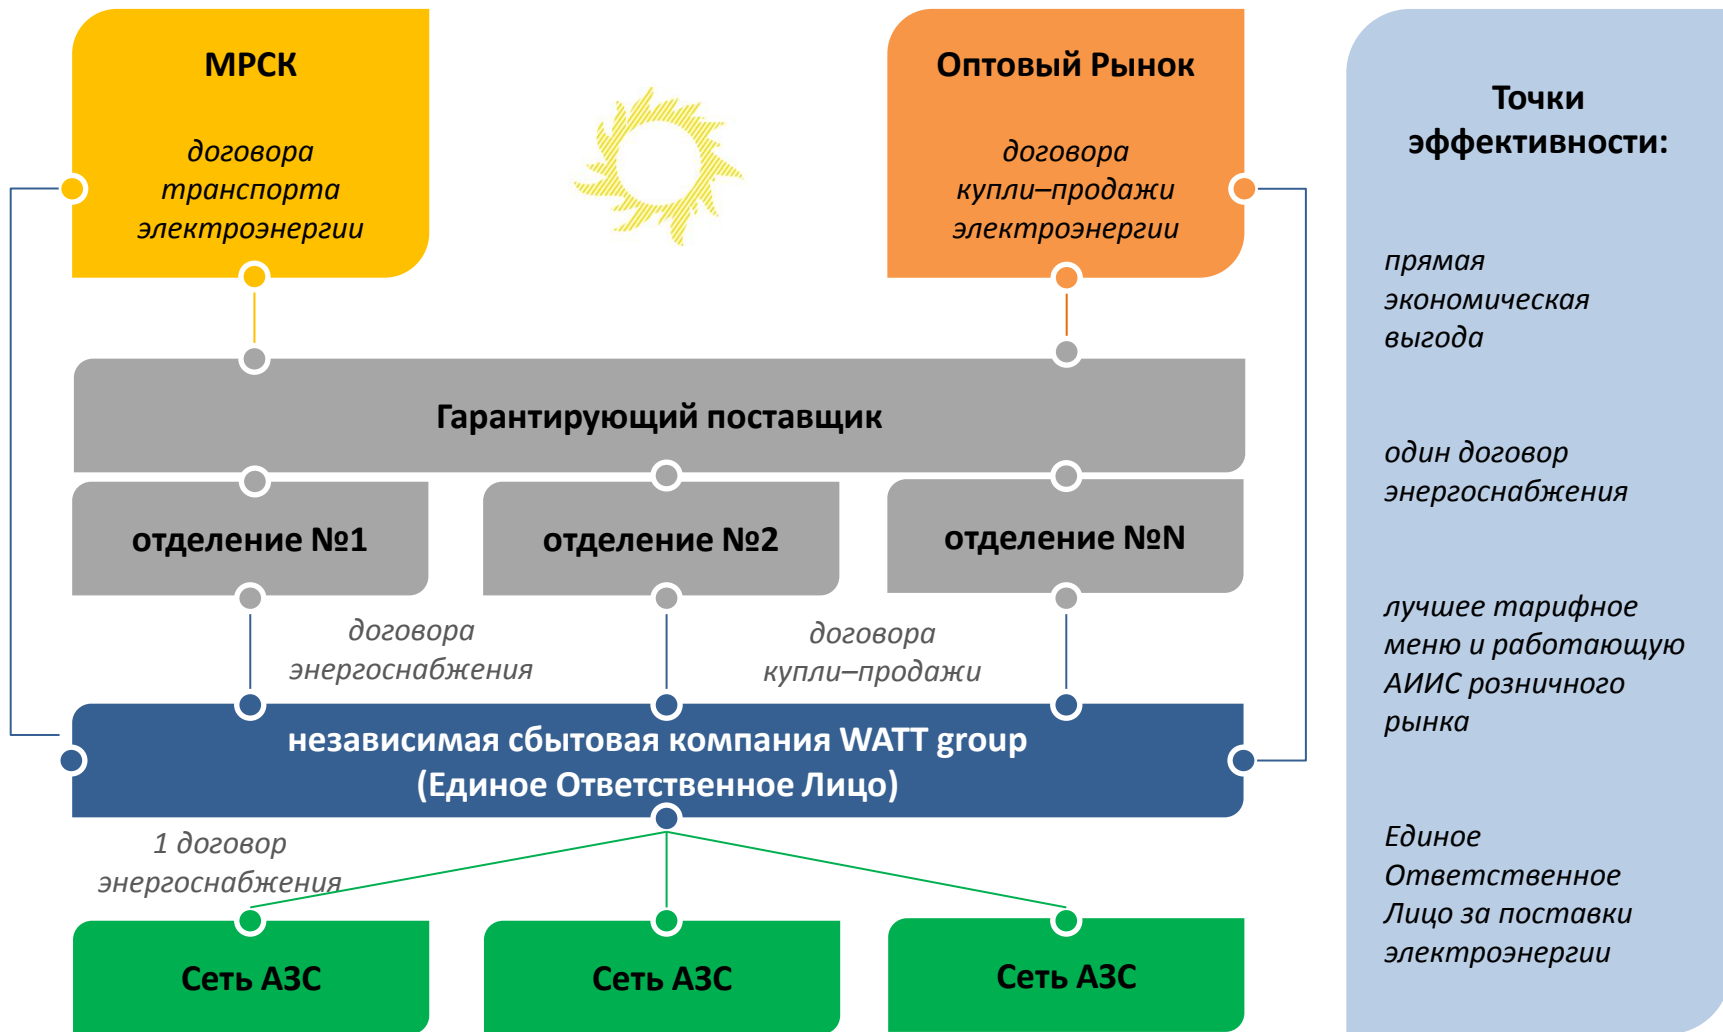 МРСК
договора
транспорта
электроэнергии
Оптовый Рынок
договора
купли–продажи
электроэнергии
Гарантирующий поставщик
отделение №1
отделение №2
отделение №N
договора
энергоснабжения
договора
купли–продажи
независимая сбытовая компания WATT group
(Единое Ответственное Лицо)
1 договор
энергоснабжения
Сеть АЗС
Сеть АЗС
Сеть АЗС
Точки
эффективности:
прямая
экономическая
выгода
один договор
энергоснабжения
лучшее тарифное
меню и работающую
АИИС розничного
рынка
Единое
Ответственное
Лицо за поставки
электроэнергии